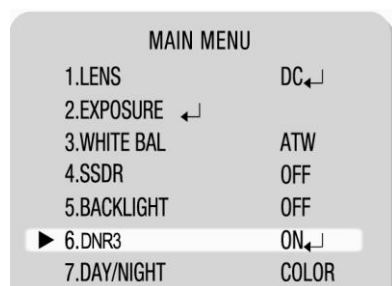 MAIN MENU
1.LENS DC↵
2.EXPOSURE ↵
3.WHITE BAL ATW
4.SSDR OFF
5.BACKLIGHT OFF
▶ 6.DNR3 ON↵
7.DAY/NIGHT COLOR